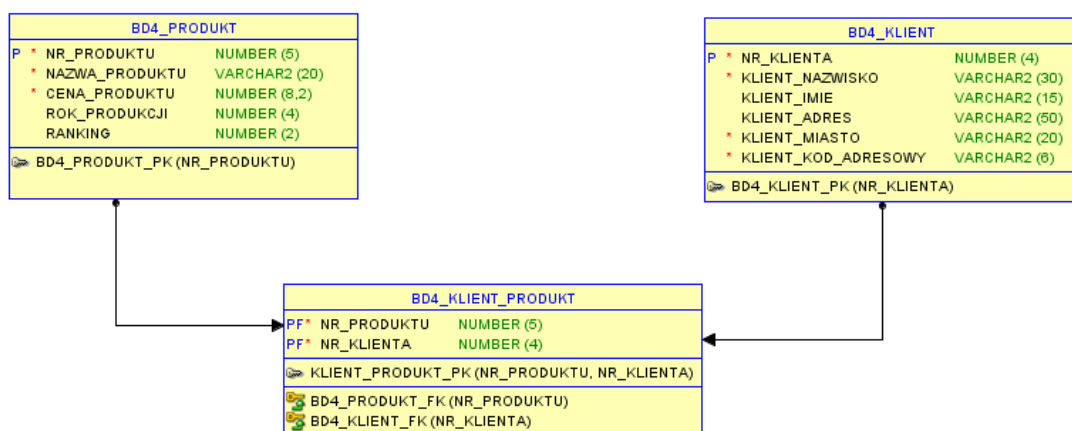 BD4_PRODUKT
P * NR_PRODUKTU NUMBER (5)
* NAZWA_PRODUKTU VARCHAR2 (20)
* CENA_PRODUKTU NUMBER (8,2)
ROK_PRODUKCJI NUMBER (4)
RANKING NUMBER (2)
BD4_PRODUKT_PK (NR_PRODUKTU)
BD4_KLIENT
P * NR_KLIENTA NUMBER (4)
* KLIENT_NAZWISKO VARCHAR2 (30)
KLIENT_IMIE VARCHAR2 (15)
KLIENT_ADRES VARCHAR2 (50)
* KLIENT_MIASTO VARCHAR2 (20)
* KLIENT_KOD_ADRESOWY VARCHAR2 (6)
BD4_KLIENT_PK (NR_KLIENTA)
BD4_KLIENT_PRODUKT
PF* NR_PRODUKTU NUMBER (5)
PF* NR_KLIENTA NUMBER (4)
KLIENT_PRODUKT_PK (NR_PRODUKTU, NR_KLIENTA)
BD4_PRODUKT_FK (NR_PRODUKTU)
BD4_KLIENT_FK (NR_KLIENTA)